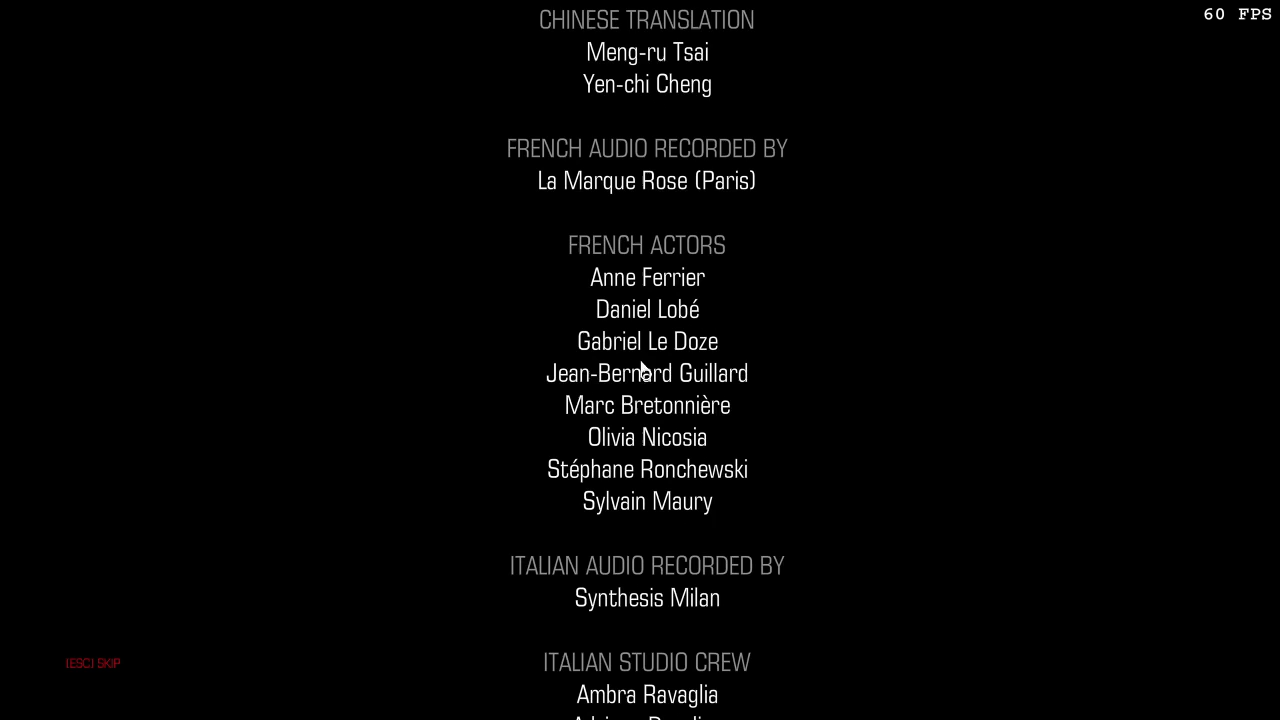 60 FPS
CHINESE TRANSLATION
Meng-ru Tsai
Yen-chi Cheng
FRENCH AUDIO RECORDED BY
La Marque Rose (Paris)
FRENCH ACTORS
Anne Ferrier
Daniel Lobé
Gabriel Le Doze
Jean-Bernard Guillard
Marc Bretonnière
Olivia Nicosia
Stéphane Ronchewski
Sylvain Maury
ITALIAN AUDIO RECORDED BY
Synthesis Milan
[ESC] SKIP
ITALIAN STUDIO CREW
Ambra Ravaglia